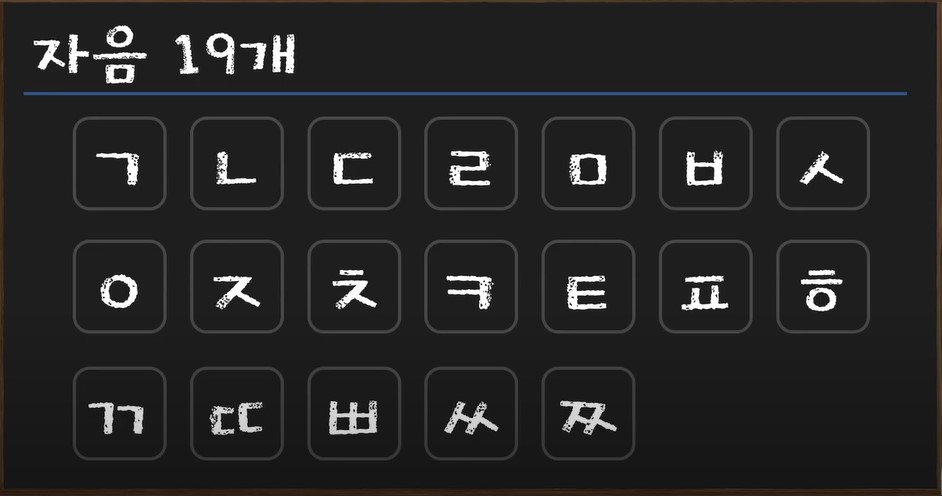 자음 19개
ㄱ ㄴ ㄷ ㄹ ㅁ ㅂ ㅅ
ㅇ ㅈ ㅊ ㅋ ㅌ ㅍ ㅎ
ㄲ ㄸ ㅃ ㅆ ㅉ